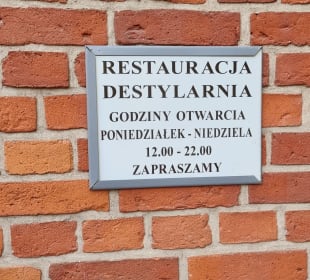 RESTAURACJA
DESTYLARNIA
GODZINY OTWARCIA
PONIEDZIAŁEK - NIEDZIELA
12.00 - 22.00
ZAPRASZAMY